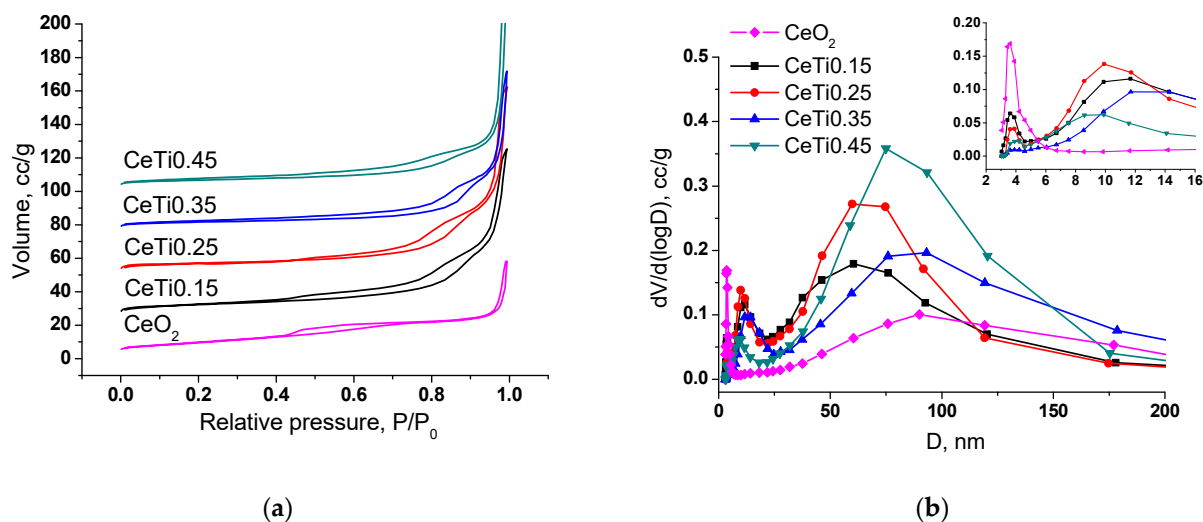 200
180
160
140
120
100
80
60
40
20
0
Volume, cc/g
CeTi0.45
CeTi0.35
CeTi0.25
CeTi0.15
CeO2
0.0 0.2 0.4 0.6 0.8 1.0
Relative pressure, P/P0
(a)
CeO2
CeTi0.15
CeTi0.25
CeTi0.35
CeTi0.45
0.5
0.4
0.3
0.2
0.1
0.0
dV/d(logD), cc/g
0 50 100 150 200
D, nm
0.20
0.15
0.10
0.05
0.00
2 4 6 8 10 12 14 16
(b)